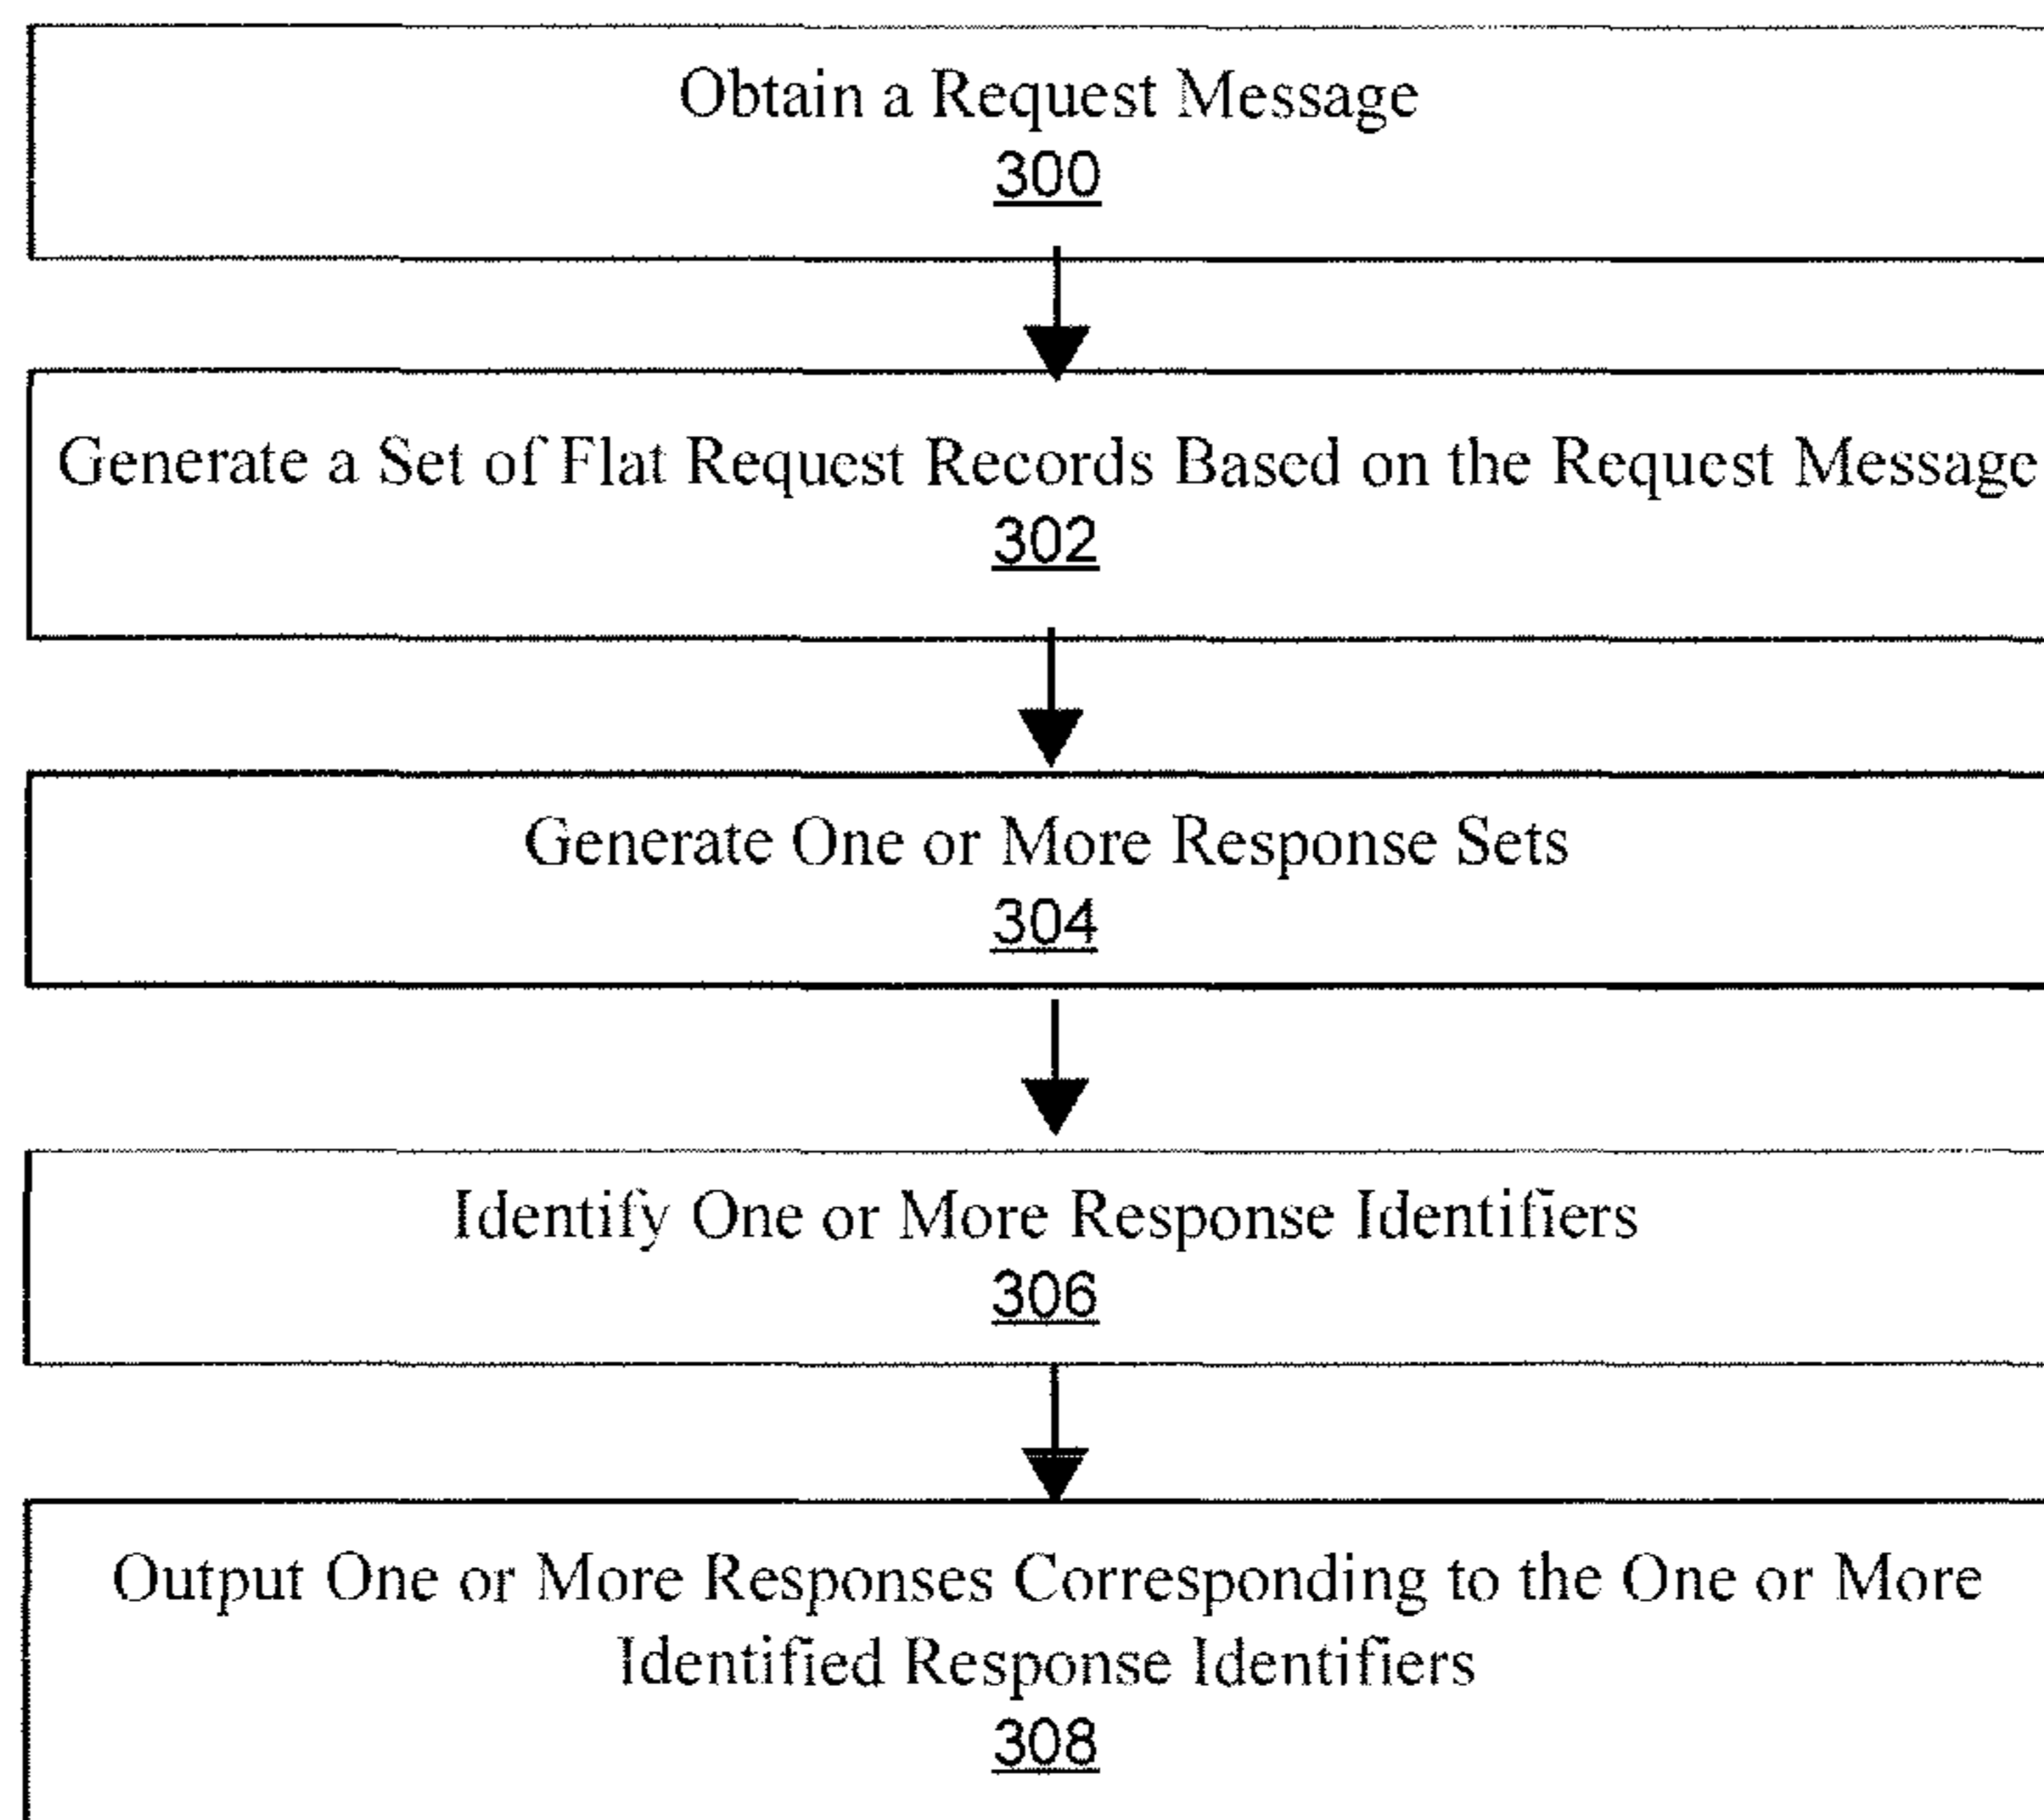 Obtain a Request Message
300
Generate a Set of Flat Request Records Based on the Request Message
302
Generate One or More Response Sets
304
Identify One or More Response Identifiers
306
Output One or More Responses Corresponding to the One or More
Identified Response Identifiers
308